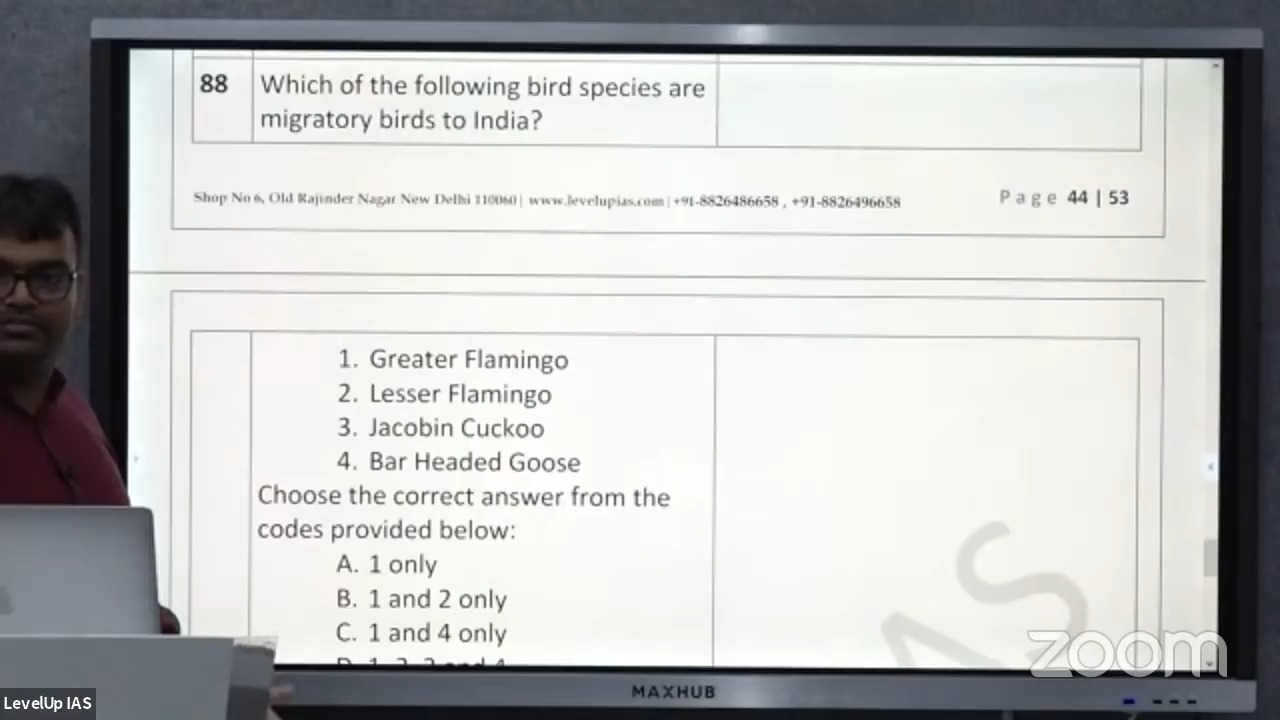 88 Which of the following bird species are
migratory birds to India?
Shop No 6, Old Rajinder Nagar New Delhi 110060 | www.levelupias.com | +91-8826486658 , +91-8826496658
Page 44 | 53
1. Greater Flamingo
2. Lesser Flamingo
3. Jacobin Cuckoo
4. Bar Headed Goose
Choose the correct answer from the
codes provided below:
A. 1 only
B. 1 and 2 only
C. 1 and 4 only
AS
zoom
MAXHUB
LevelUp IAS